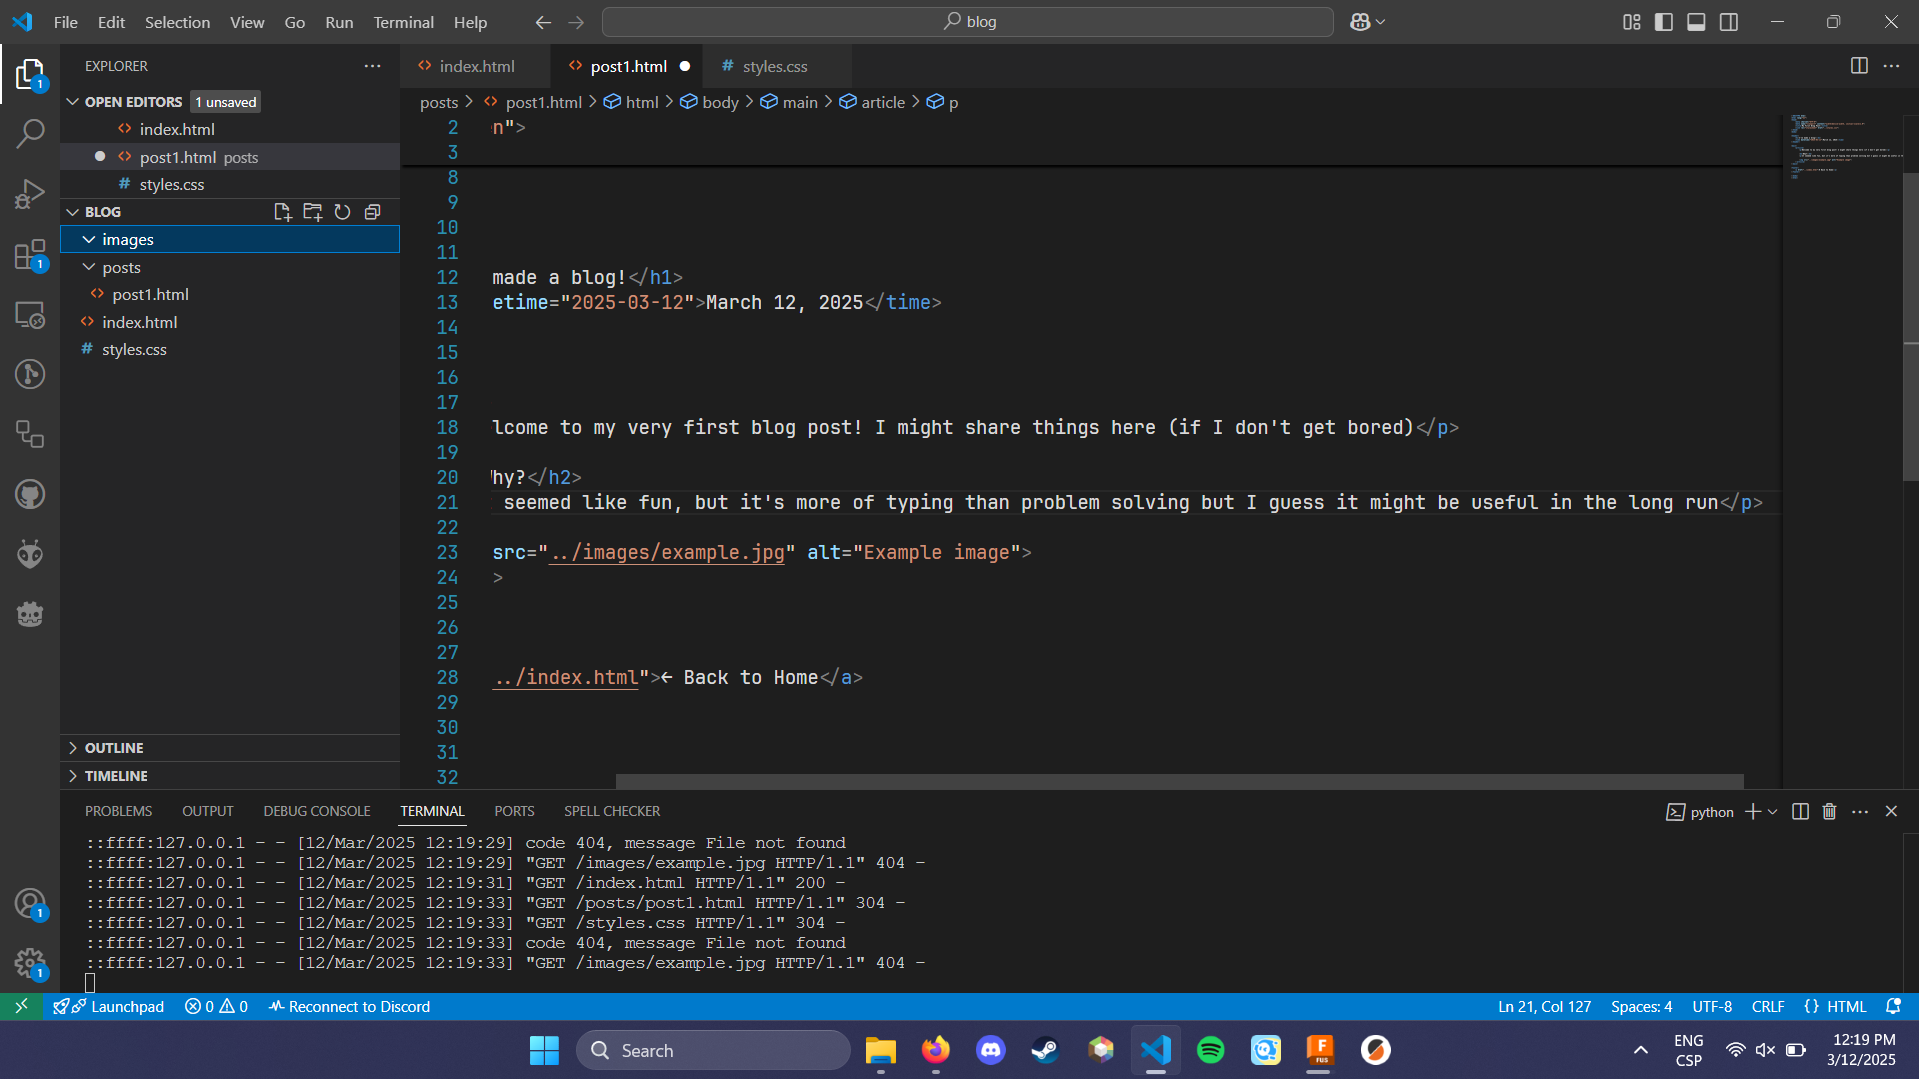 File Edit Selection View Go Run Terminal Help
blog
EXPLORER
OPEN EDITORS 1 unsaved
index.html
post1.html posts
styles.css
BLOG
images
posts
post1.html
index.html
styles.css
OUTLINE
TIMELINE
index.html
post1.html
styles.css
posts > post1.html > html > body > main > article > p
2 n">
3
8
9
10
11
12 made a blog!</h1>
13 etime="2025-03-12">March 12, 2025</time>
14
15
16
17
18 lcome to my very first blog post! I might share things here (if I don't get bored)</p>
19
20 hy?</h2>
21 seemed like fun, but it's more of typing than problem solving but I guess it might be useful in the long run</p>
22
23 src="../images/example.jpg" alt="Example image">
24 >
25
26
27
28 ../index.html">← Back to Home</a>
29
30
31
32
PROBLEMS OUTPUT DEBUG CONSOLE TERMINAL PORTS SPELL CHECKER
python
::ffff:127.0.0.1 - - [12/Mar/2025 12:19:29] code 404, message File not found
::ffff:127.0.0.1 - - [12/Mar/2025 12:19:29] "GET /images/example.jpg HTTP/1.1" 404 -
::ffff:127.0.0.1 - - [12/Mar/2025 12:19:31] "GET /index.html HTTP/1.1" 200 -
::ffff:127.0.0.1 - - [12/Mar/2025 12:19:33] "GET /posts/post1.html HTTP/1.1" 304 -
::ffff:127.0.0.1 - - [12/Mar/2025 12:19:33] "GET /styles.css HTTP/1.1" 304 -
::ffff:127.0.0.1 - - [12/Mar/2025 12:19:33] code 404, message File not found
::ffff:127.0.0.1 - - [12/Mar/2025 12:19:33] "GET /images/example.jpg HTTP/1.1" 404 -
1
1
1
1
Launchpad 0 0 Reconnect to Discord Ln 21, Col 127 Spaces: 4 UTF-8 CRLF {} HTML
Search
F
FUS
ENG
CSP
12:19 PM
3/12/2025